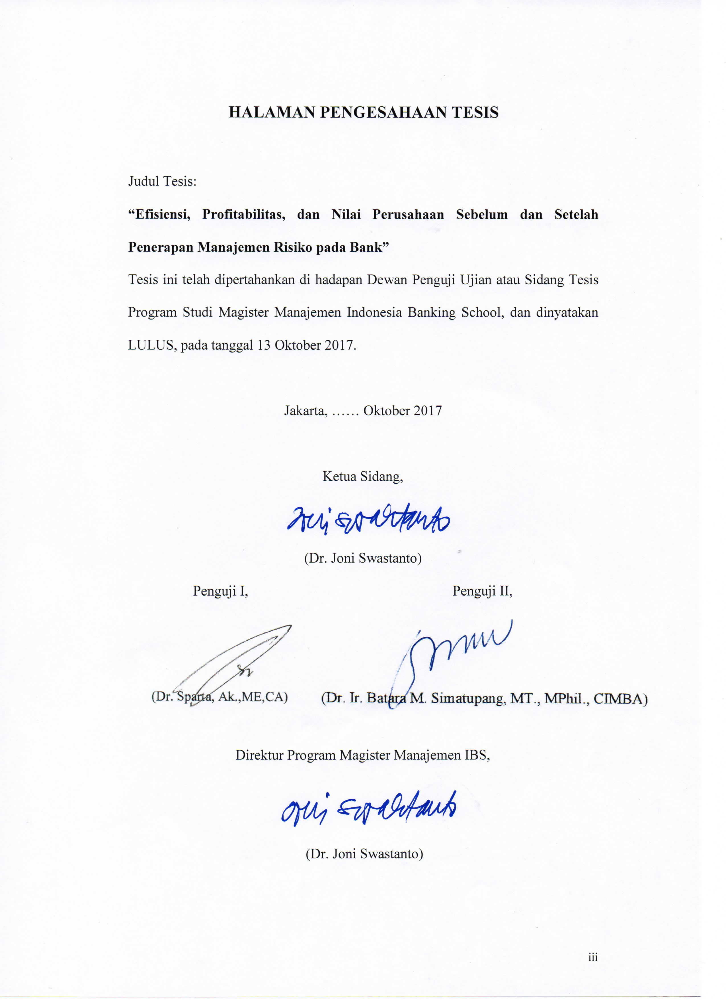 HALAMAN PENGESAHAAN TESIS
Judul Tesis:
“Efisiensi, Profitabilitas, dan Nilai Perusahaan Sebelum dan Setelah
Penerapan Manajemen Risiko pada Bank”
Tesis ini telah dipertahankan di hadapan Dewan Penguji Ujian atau Sidang Tesis
Program Studi Magister Manajemen Indonesia Banking School, dan dinyatakan
LULUS, pada tanggal 13 Oktober 2017.
Jakarta, …… Oktober 2017
Ketua Sidang,
(Dr. Joni Swastanto)
Penguji I, Penguji II,
(Dr. Sparta, Ak.,ME,CA) (Dr. Ir. Batara M. Simatupang, MT., MPhil., CIMBA)
Direktur Program Magister Manajemen IBS,
(Dr. Joni Swastanto)
iii